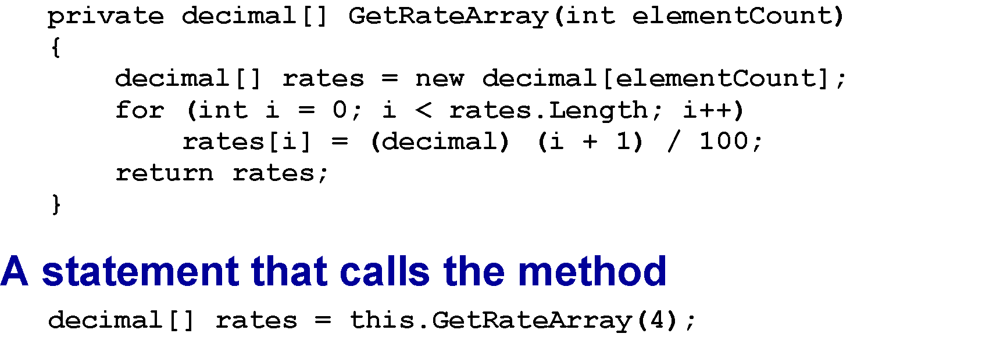 private decimal[] GetRateArray(int elementCount)
{
    decimal[] rates = new decimal[elementCount];
    for (int i = 0; i < rates.Length; i++)
        rates[i] = (decimal) (i + 1) / 100;
    return rates;
}
A statement that calls the method
decimal[] rates = this.GetRateArray(4);